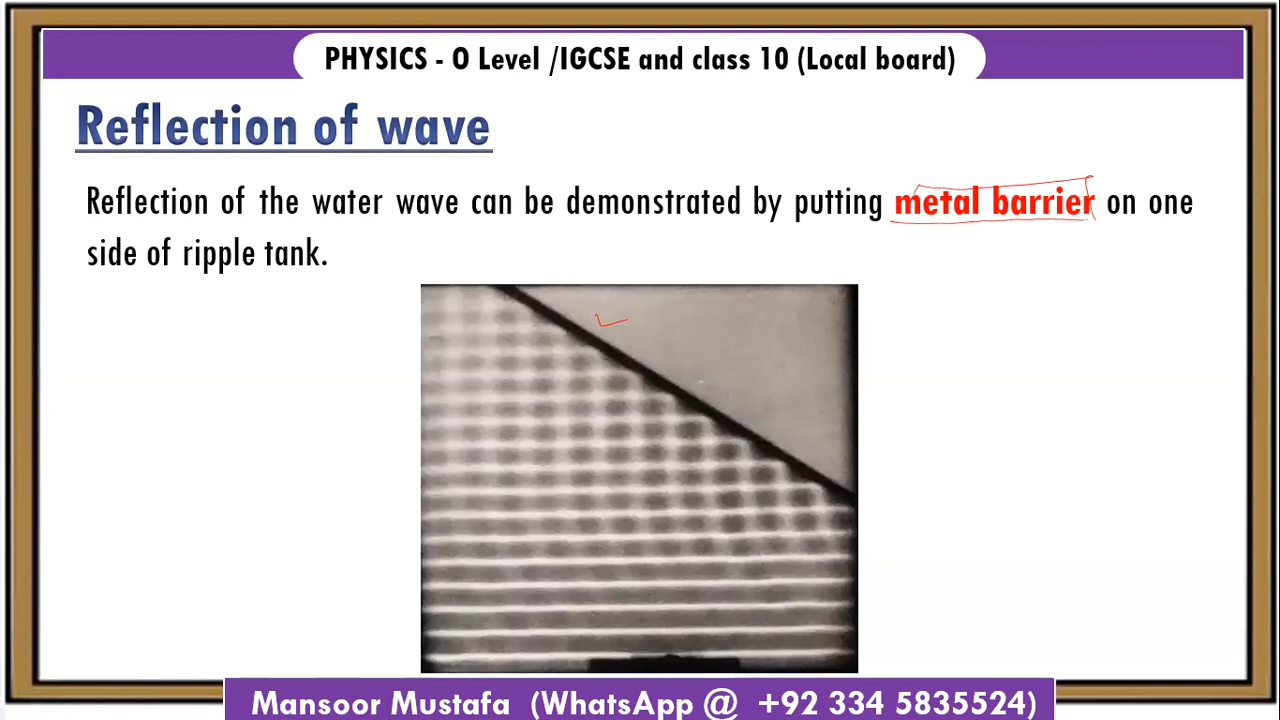 PHYSICS - O Level /IGCSE and class 10 (Local board)
Reflection of wave
Reflection of the water wave can be demonstrated by putting metal barrier on one
side of ripple tank.
Mansoor Mustafa (WhatsApp @ +92 334 5835524)